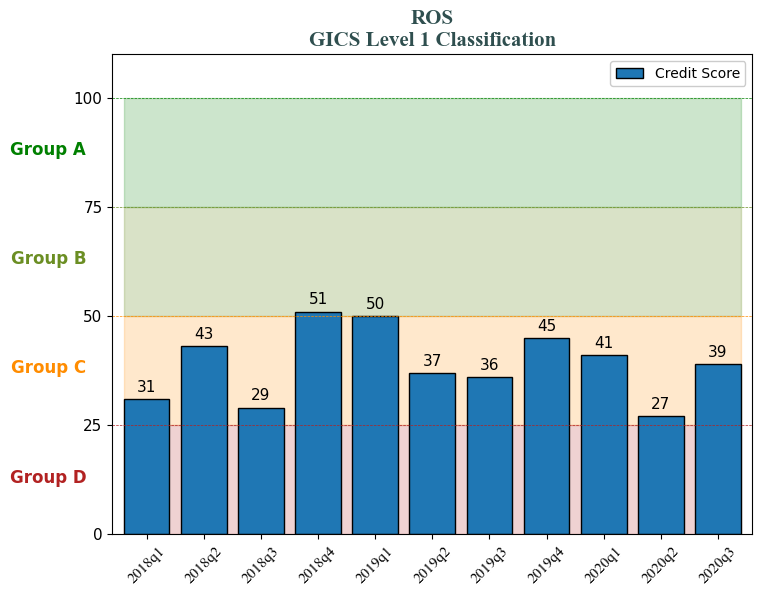 ROS
GICS Level 1 Classification
Credit Score
100
Group A
75
Group B
51
50
50
45
43
41
39
37
36
Group C
31
29
27
25
Group D
0
2018q1 2018q2 2018q3 2018q4 2019q1 2019q2 2019q3 2019q4 2020q1 2020q2 2020q3